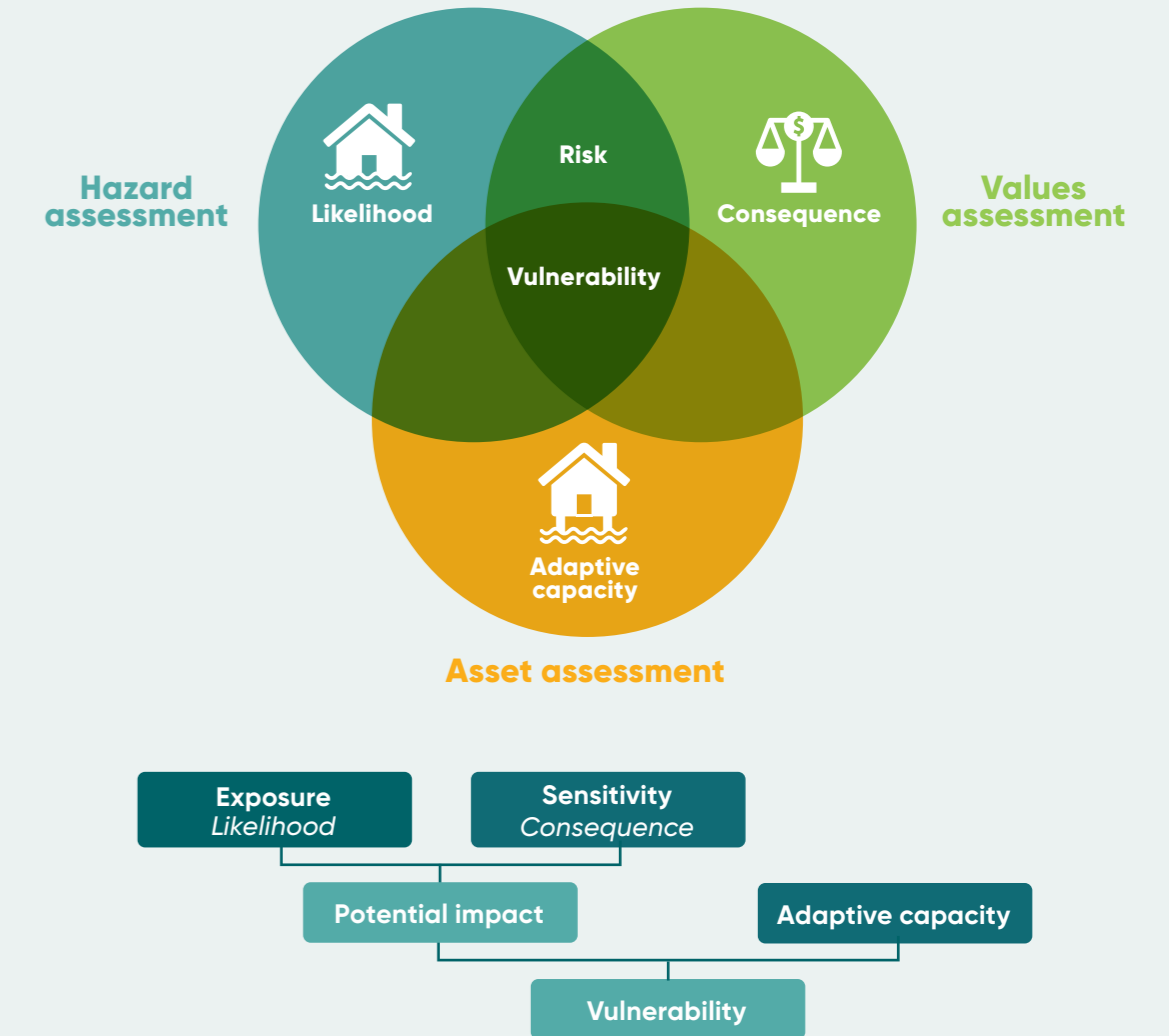 Risk
Hazard
assessment
Likelihood
$
Consequence
Values
assessment
Vulnerability
Adaptive
capacity
Asset assessment
Exposure
Likelihood
Sensitivity
Consequence
Potential impact
Adaptive capacity
Vulnerability